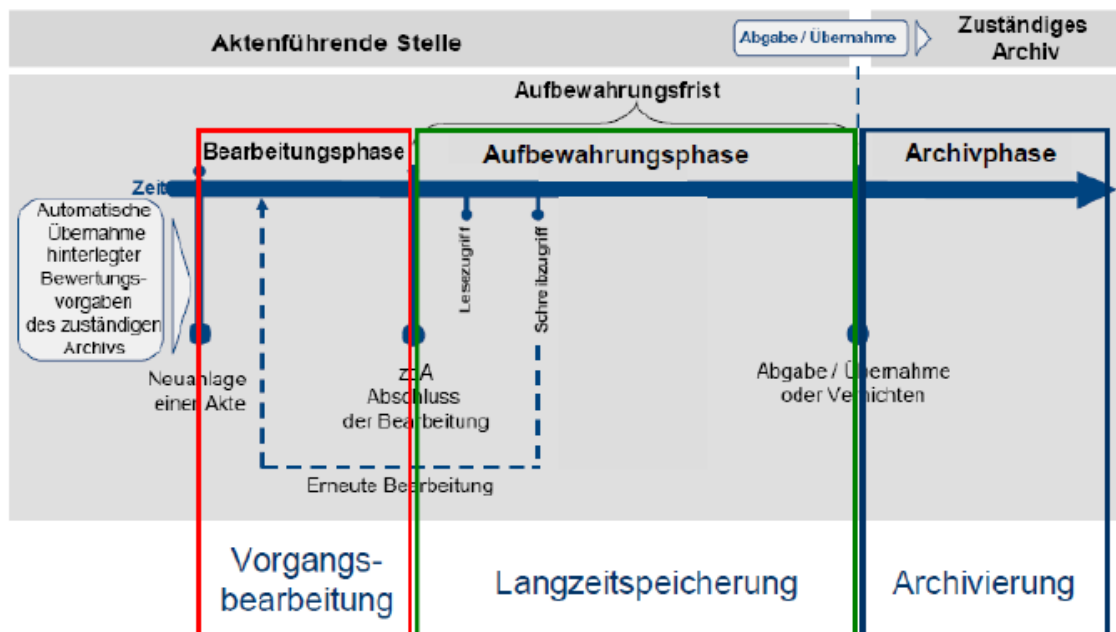 Aktenführende Stelle
Abgabe / Übernahme
Zuständiges
Archiv
Aufbewahrungsfrist
Bearbeitungsphase
Aufbewahrungsphase
Archivphase
Zeit
Automatische
Übernahme
hinterlegter
Bewertungs-
vorgaben
des zuständigen
Archivs
Lesezugriff
Schreibzugriff
Neuanlage
einer Akte
zdA
Abschluss
der Bearbeitung
Abgabe / Übernahme
oder Vernichten
Erneute Bearbeitung
Vorgangs-
bearbeitung
Langzeitspeicherung
Archivierung